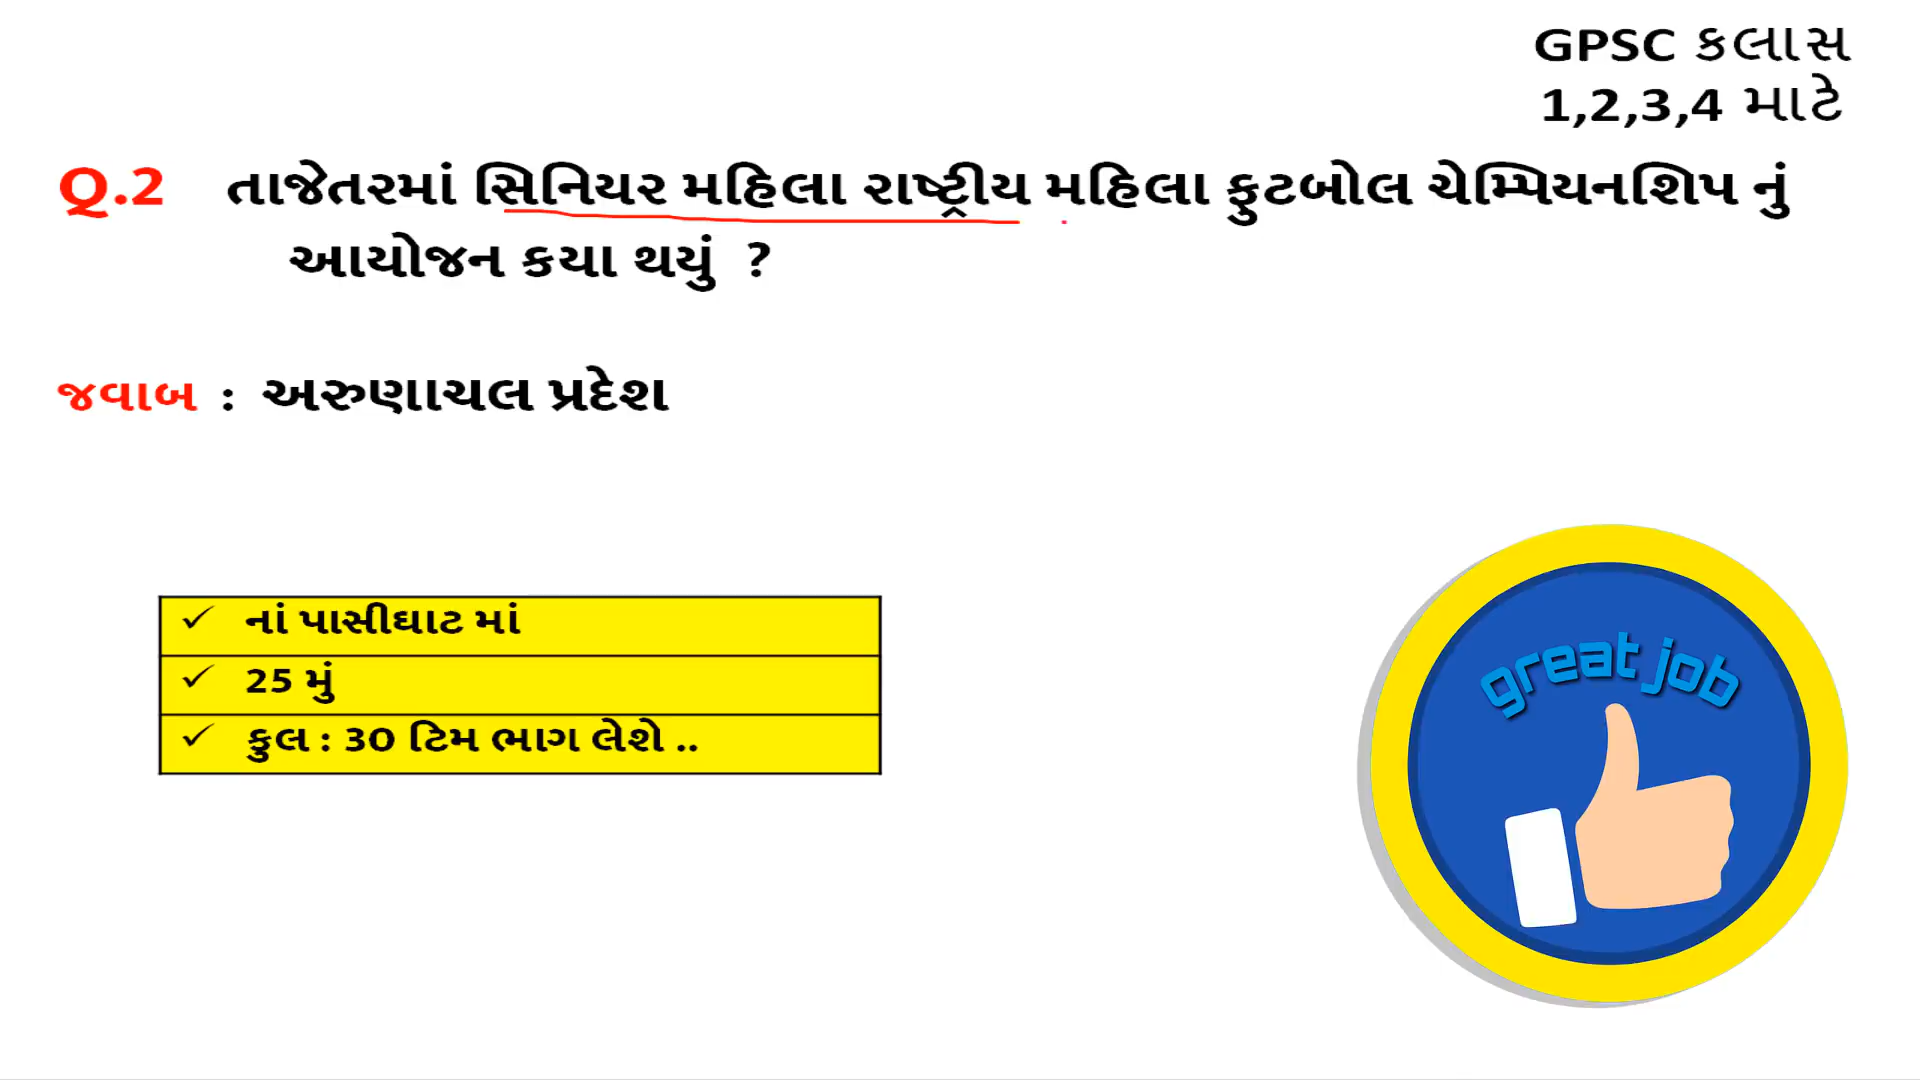 GPSC કલાસ
1,2,3,4 માટે
Q.2 તાજેતરમાં સિનિયર મહિલા રાષ્ટ્રીય મહિલા ફુટબોલ ચેમ્પિયનશિપ નું
આયોજન કયા થયું ?
જવાબ : અરુણાચલ પ્રદેશ
✓ નાં પાસીઘાટ માં
✓ 25 મું
✓ કુલ : 30 ટિમ ભાગ લેશે ..
great job